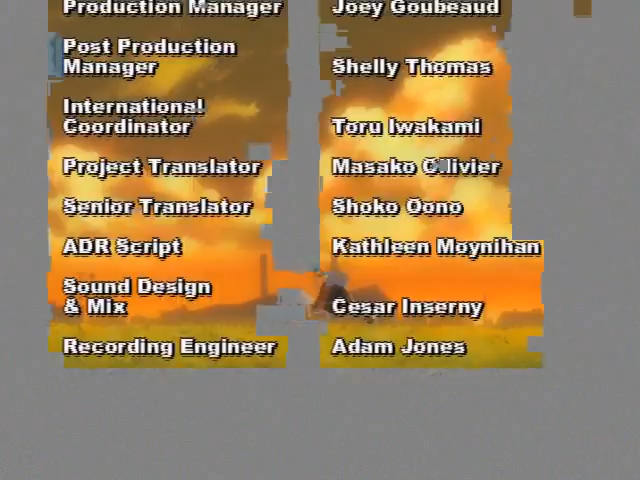 Production Manager Joey Goubeaud
Post Production
Manager Shelly Thomas
International
Coordinator Toru Iwakami
Project Translator Masako Ollivier
Senior Translator Shoko Oono
ADR Script Kathleen Moynihan
Sound Design
& Mix Cesar Inserny
Recording Engineer Adam Jones